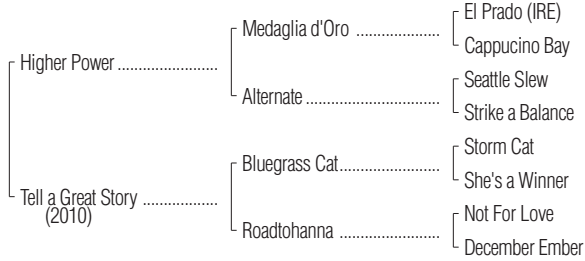 El Prado (IRE)
Medaglia d'Oro ..................
Cappucino Bay
Higher Power .......................
Seattle Slew
Alternate ..............................
Strike a Balance
Storm Cat
Bluegrass Cat.......................
She's a Winner
Tell a Great Story .................
(2010)
Not For Love
Roadtohanna .......................
December Ember